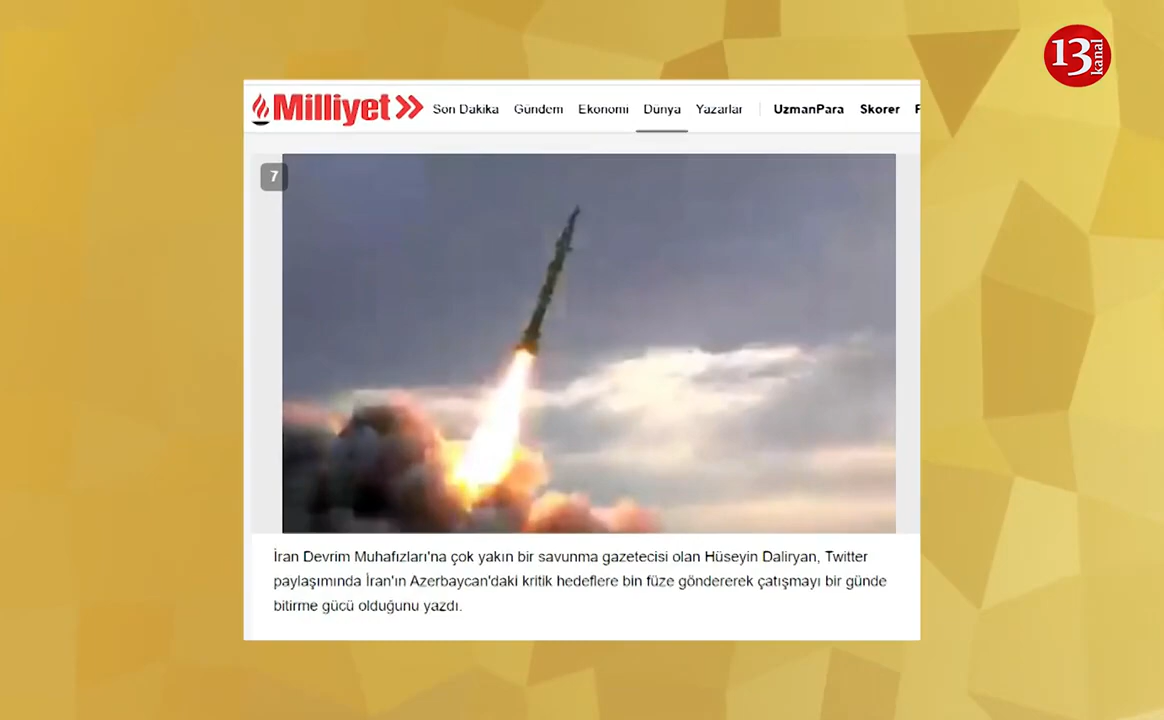 13 kanal
Milliyet Son Dakika Gündem Ekonomi Dünya Yazarlar UzmanPara Skorer
7
İran Devrim Muhafızları'na çok yakın bir savunma gazetecisi olan Hüseyin Daliryan, Twitter
paylaşımında İran'ın Azerbaycan'daki kritik hedeflere bin füze göndererek çatışmayı bir günde
bitirme gücü olduğunu yazdı.